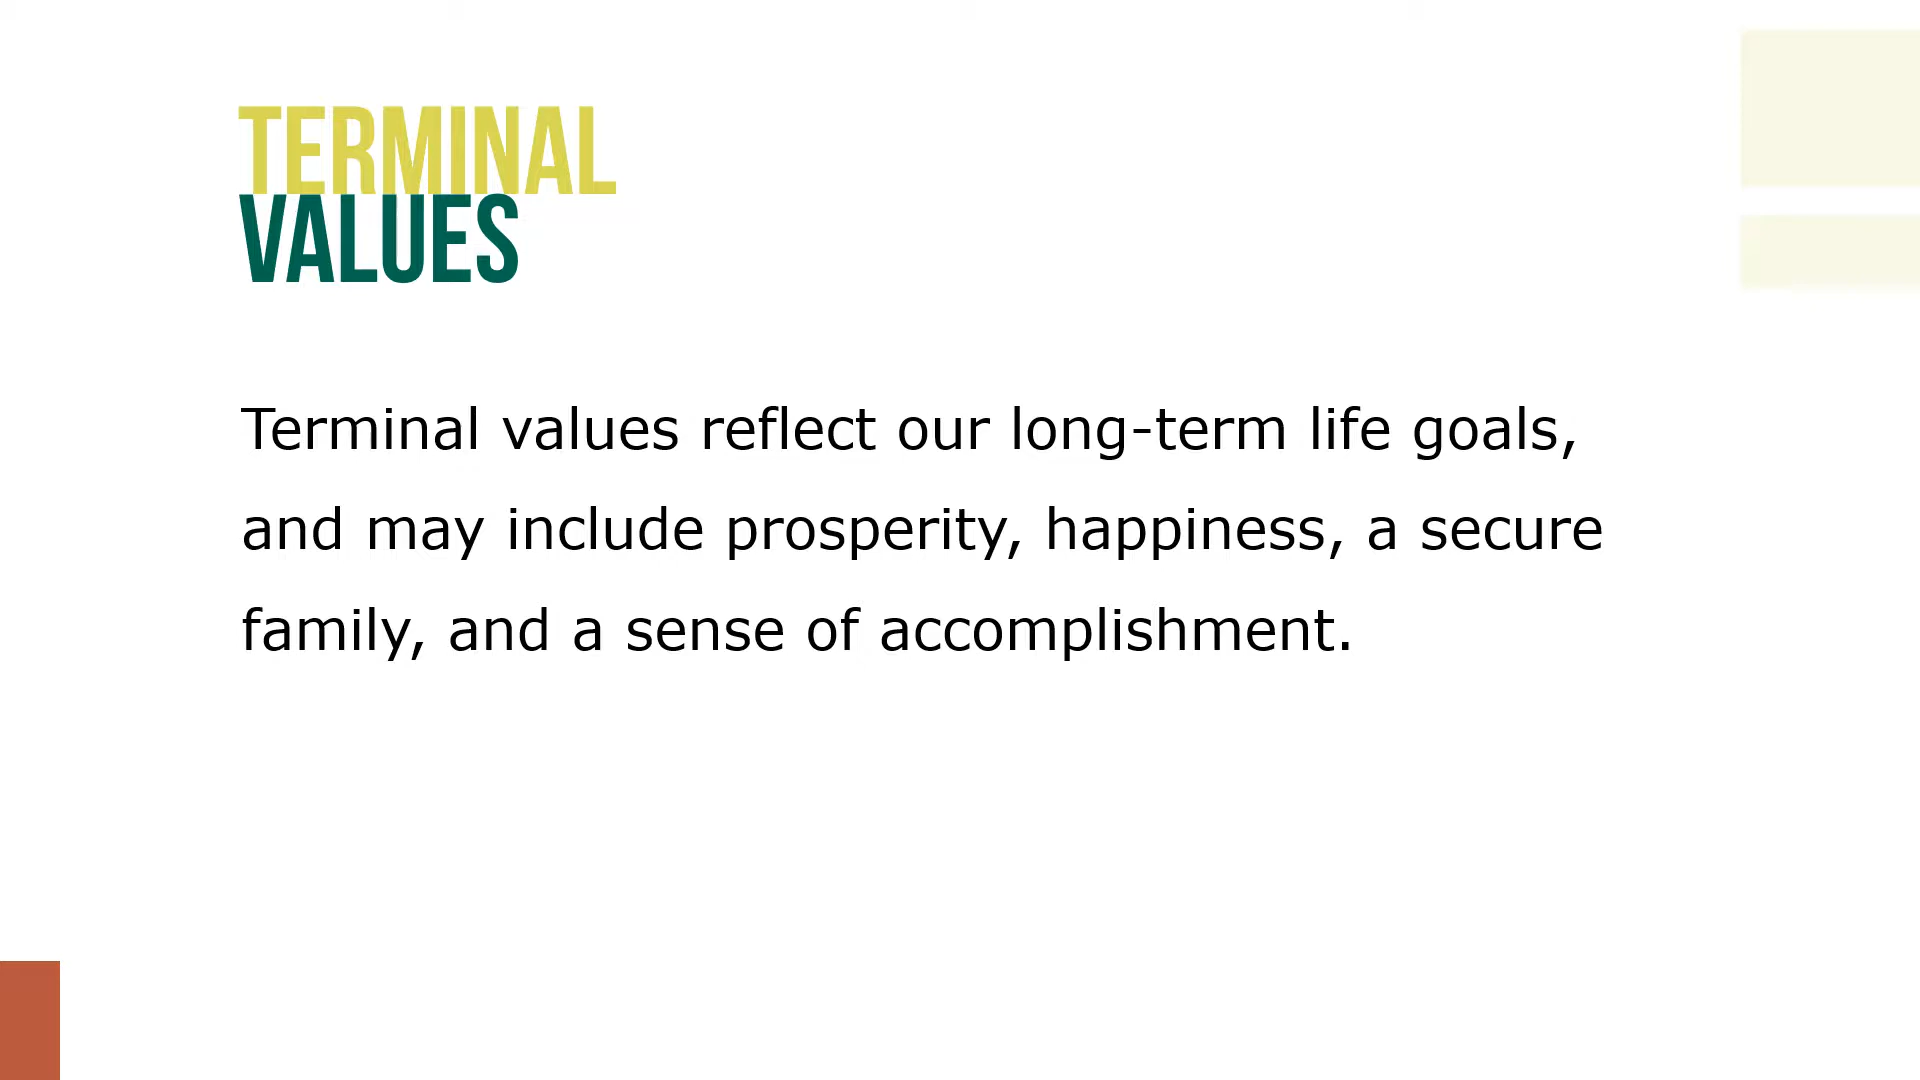 TERMINAL
VALUES
Terminal values reflect our long-term life goals,
and may include prosperity, happiness, a secure
family, and a sense of accomplishment.